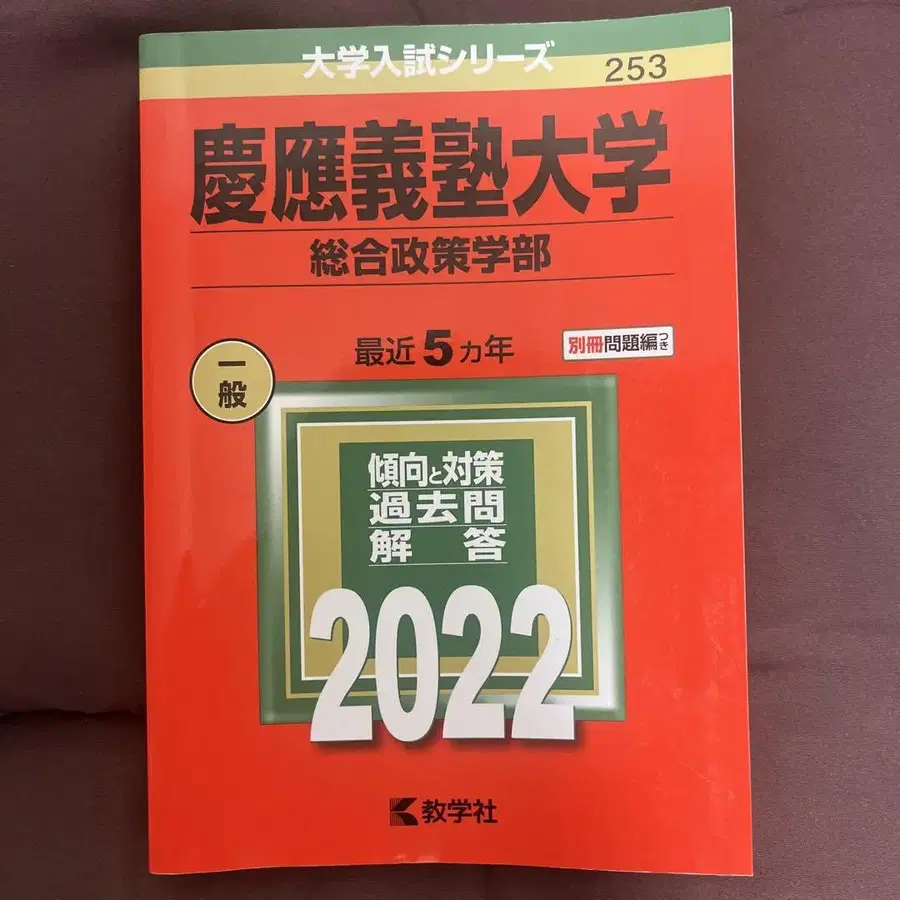 大学入試シリーズ
253
慶應義塾大学
総合政策学部
最近5カ年
別冊問題編つき
一般
傾向と対策
過去問
解答
2022
教学社